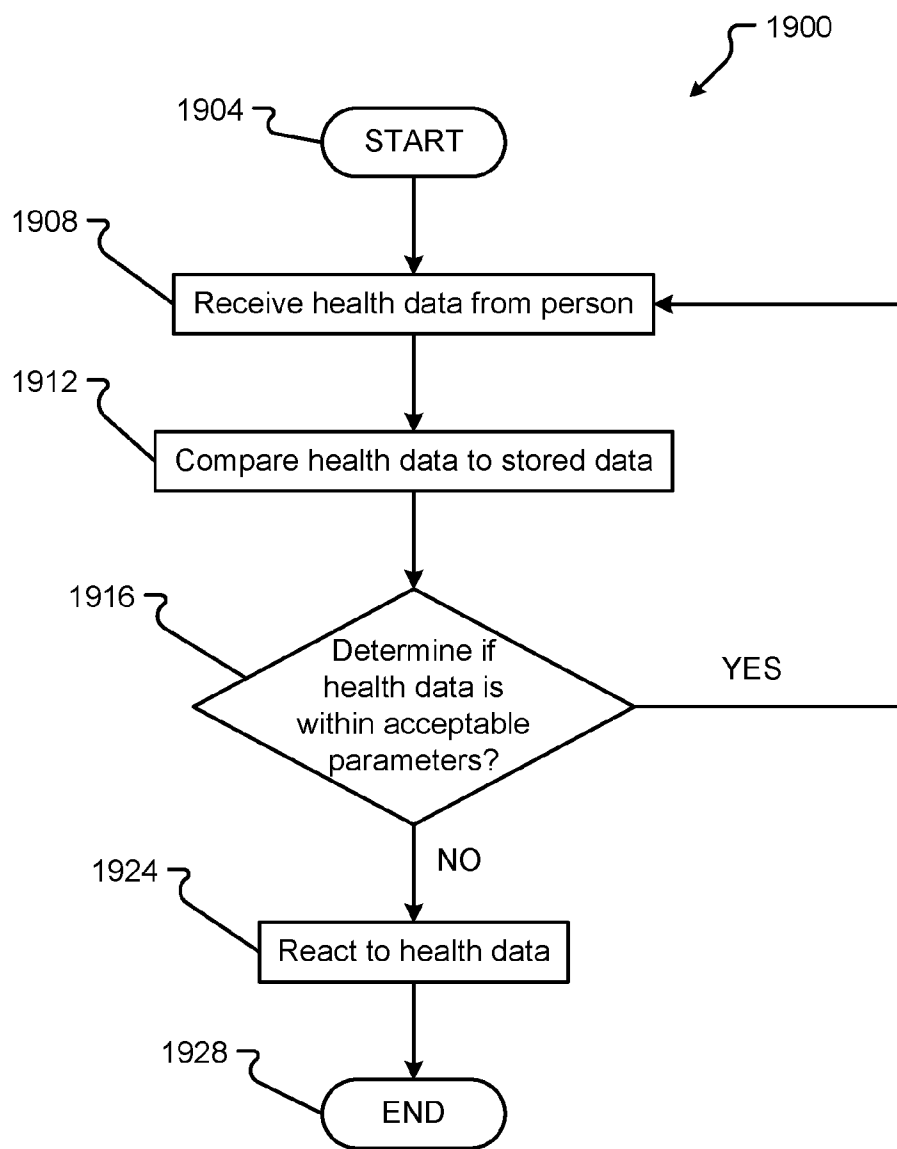 1900
1904
START
1908
Receive health data from person
1912
Compare health data to stored data
1916
Determine if
health data is
within acceptable
parameters?
YES
NO
1924
React to health data
1928
END